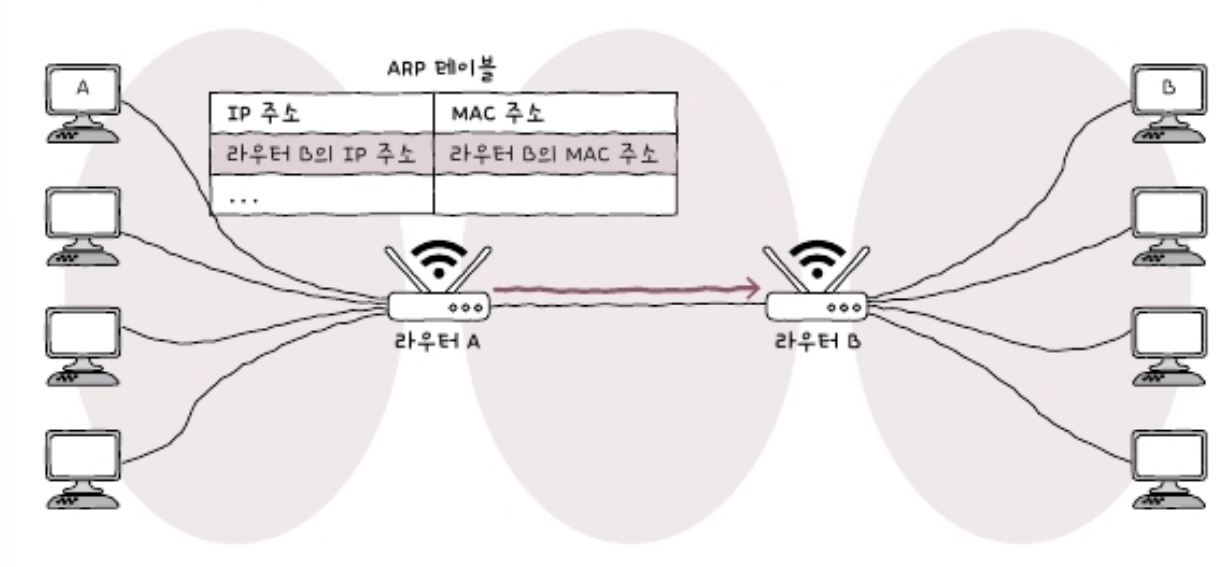 ARP 테이블
A
B
IP 주소
MAC 주소
라우터 B의 IP 주소
라우터 B의 MAC 주소
...
라우터 A
라우터 B